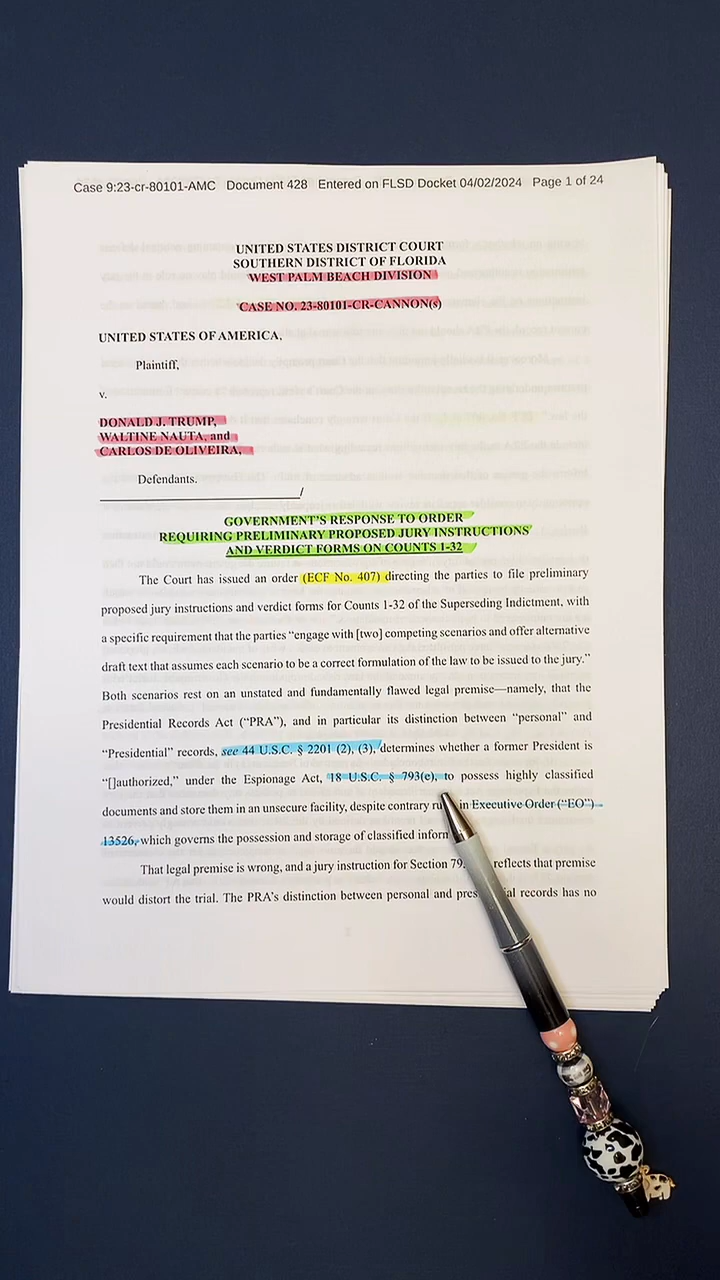 Case 9:23-cr-80101-AMC Document 428 Entered on FLSD Docket 04/02/2024 Page 1 of 24
UNITED STATES DISTRICT COURT
SOUTHERN DISTRICT OF FLORIDA
WEST PALM BEACH DIVISION
CASE NO. 23-80101-CR-CANNON(s)
UNITED STATES OF AMERICA,
Plaintiff,
v.
DONALD J. TRUMP,
WALTINE NAUTA, and
CARLOS DE OLIVEIRA,
Defendants.
/
GOVERNMENT'S RESPONSE TO ORDER
REQUIRING PRELIMINARY PROPOSED JURY INSTRUCTIONS
AND VERDICT FORMS ON COUNTS 1-32
The Court has issued an order (ECF No. 407) directing the parties to file preliminary
proposed jury instructions and verdict forms for Counts 1-32 of the Superseding Indictment, with
a specific requirement that the parties “engage with [two] competing scenarios and offer alternative
draft text that assumes each scenario to be a correct formulation of the law to be issued to the jury.”
Both scenarios rest on an unstated and fundamentally flawed legal premise—namely, that the
Presidential Records Act (“PRA”), and in particular its distinction between “personal” and
“Presidential” records, see 44 U.S.C. § 2201 (2), (3), determines whether a former President is
“[]authorized,” under the Espionage Act, 18 U.S.C. § 793(e), to possess highly classified
documents and store them in an unsecure facility, despite contrary in Executive Order (“EO”)
13526, which governs the possession and storage of classified
That legal premise is wrong, and a jury instruction for Section reflects that premise
would distort the trial. The PRA's distinction between personal and records has no